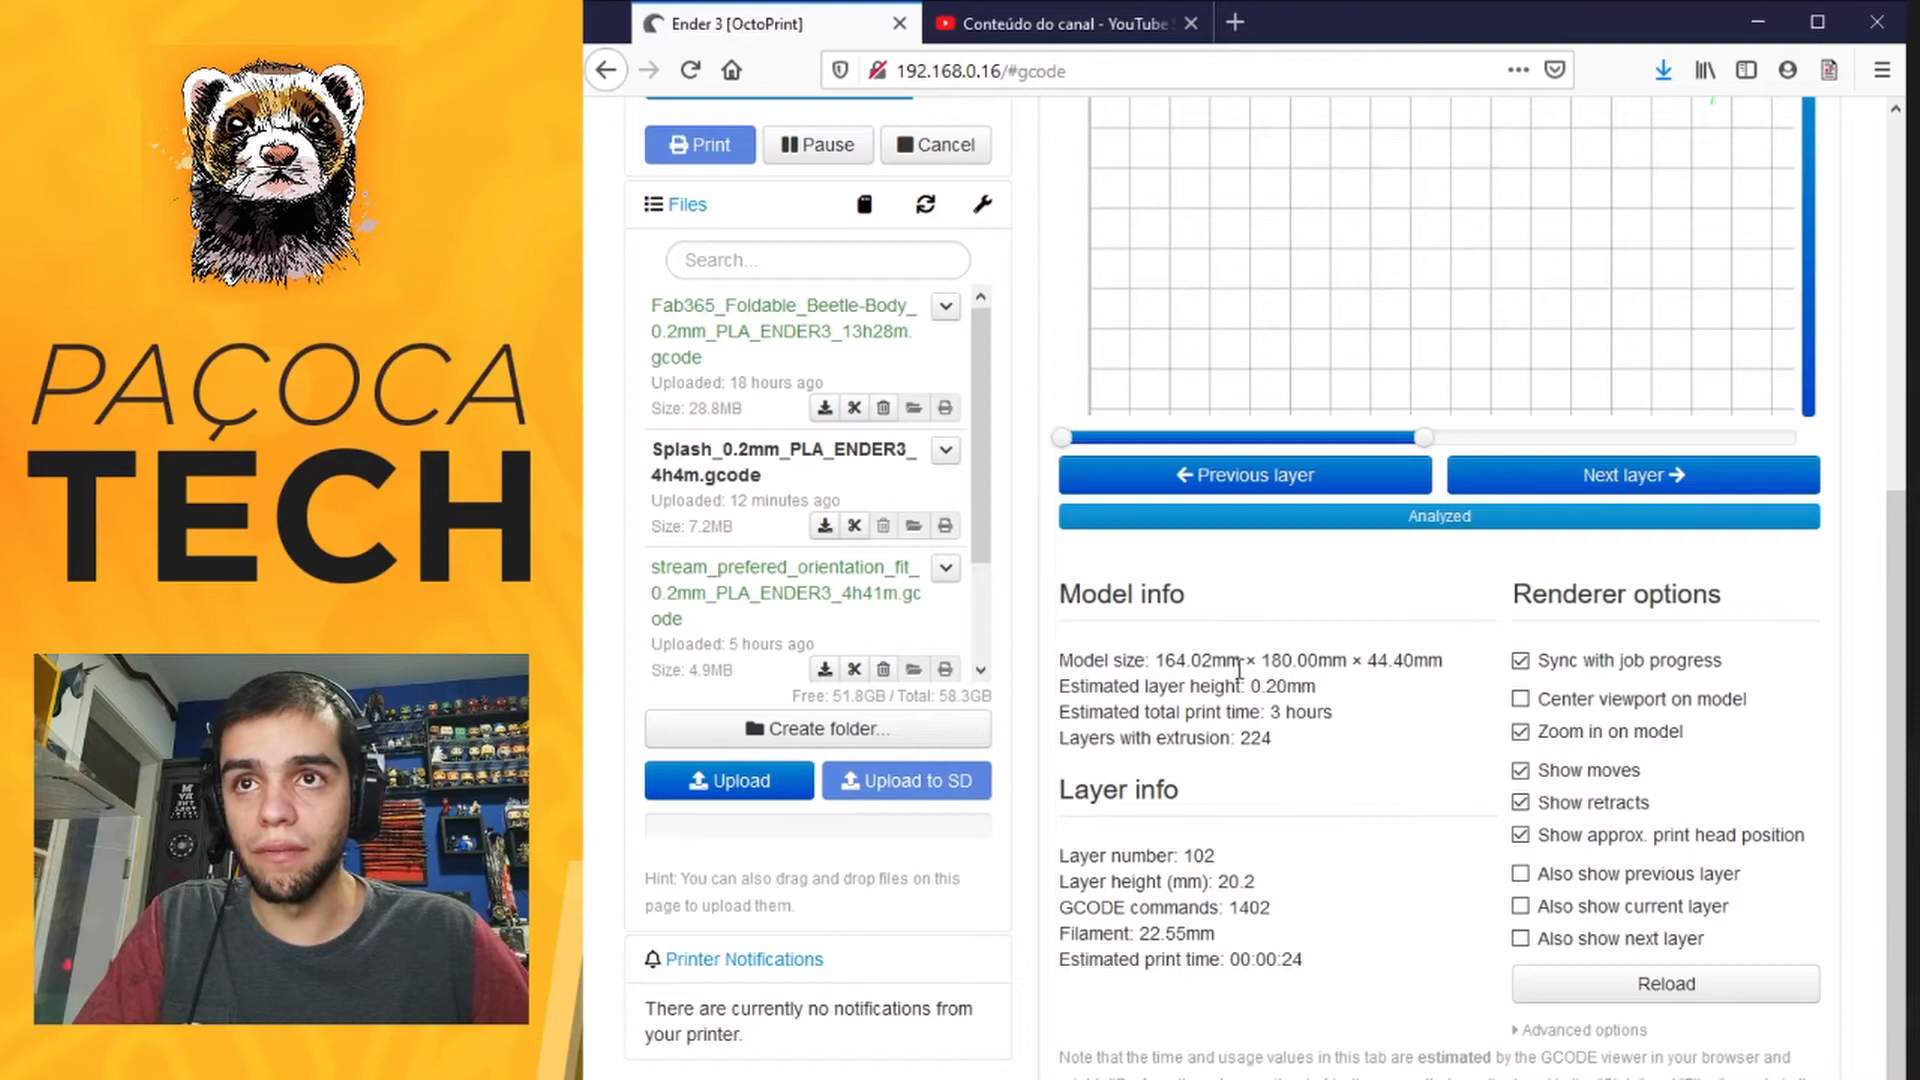 PAÇOCA
TECH
Ender 3 [OctoPrint]
Conteúdo do canal - YouTube
192.168.0.16/#gcode
Print
Pause
Cancel
Files
Search...
Fab365_Foldable_Beetle-Body_
0.2mm_PLA_ENDER3_13h28m.
gcode
Uploaded: 18 hours ago
Size: 28.8MB
Splash_0.2mm_PLA_ENDER3_
4h4m.gcode
Uploaded: 12 minutes ago
Size: 7.2MB
stream_prefered_orientation_fit_
0.2mm_PLA_ENDER3_4h41m.gc
ode
Uploaded: 5 hours ago
Size: 4.9MB
Free: 51.8GB / Total: 58.3GB
Create folder...
Upload
Upload to SD
Hint: You can also drag and drop files on this
page to upload them.
Printer Notifications
There are currently no notifications from
your printer.
Previous layer
Next layer
Analyzed
Model info
Model size: 164.02mm × 180.00mm × 44.40mm
Estimated layer height: 0.20mm
Estimated total print time: 3 hours
Layers with extrusion: 224
Layer info
Layer number: 102
Layer height (mm): 20.2
GCODE commands: 1402
Filament: 22.55mm
Estimated print time: 00:00:24
Renderer options
Sync with job progress
Center viewport on model
Zoom in on model
Show moves
Show retracts
Show approx. print head position
Also show previous layer
Also show current layer
Also show next layer
Reload
Advanced options
Note that the time and usage values in this tab are estimated by the GCODE viewer in your browser and